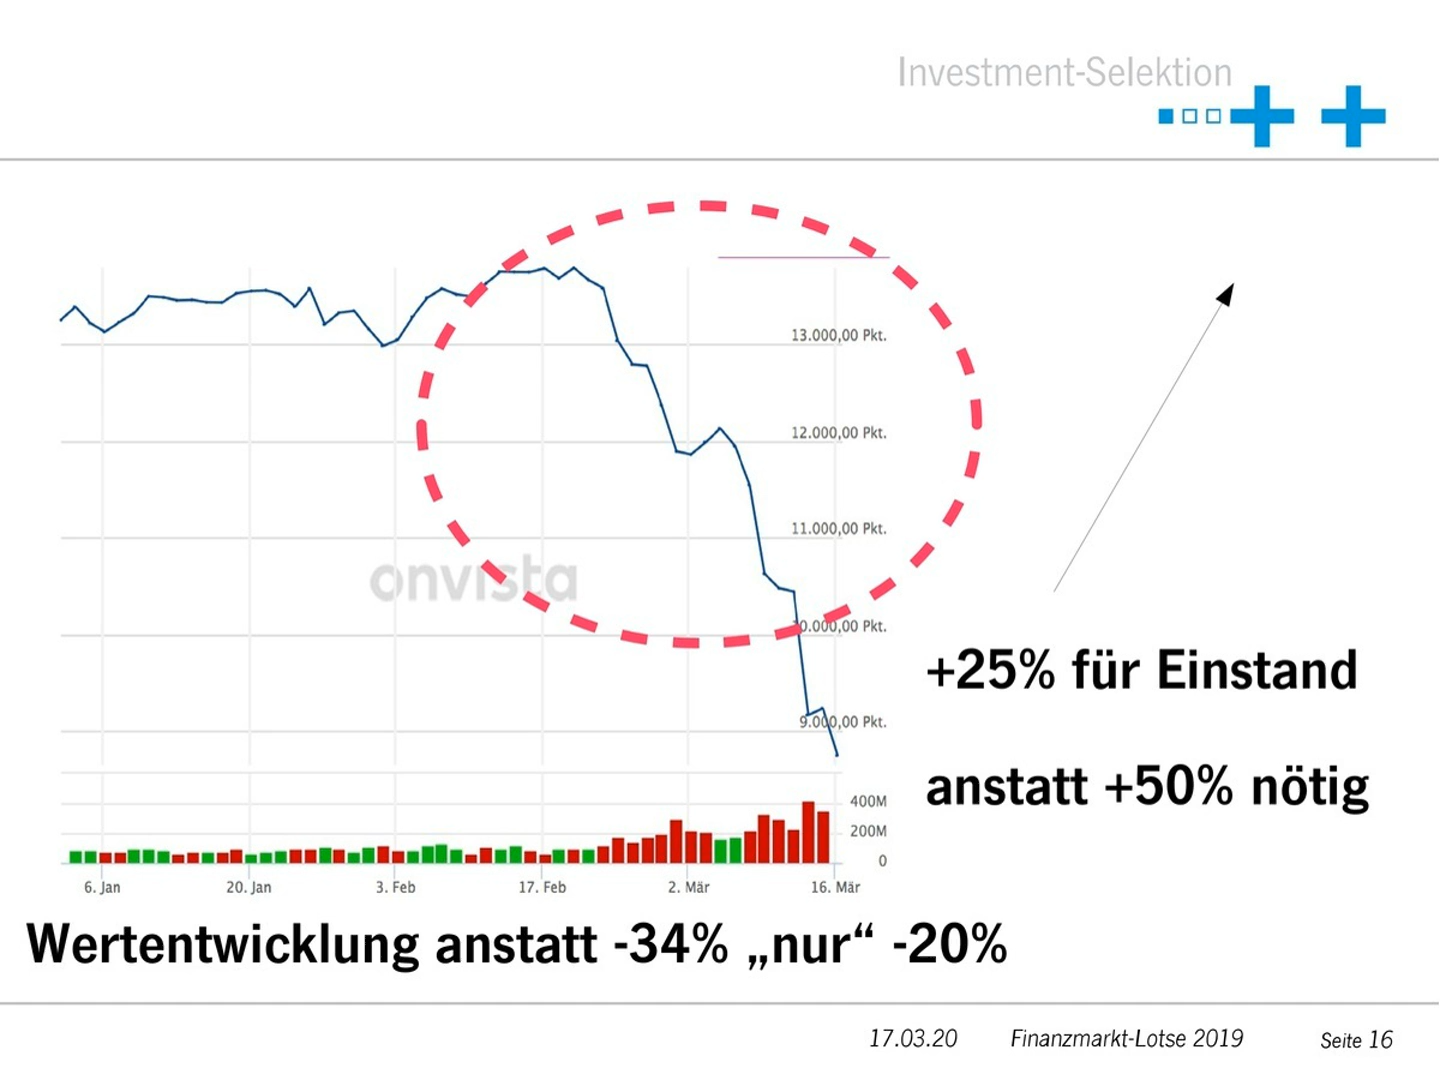 Investment-Selektion
13.000,00 Pkt.
12.000,00 Pkt.
11.000,00 Pkt.
onvista
10.000,00 Pkt.
9.000,00 Pkt.
+25% für Einstand
anstatt +50% nötig
400M
200M
0
6. Jan 20. Jan 3. Feb 17. Feb 2. Mär 16. Mär
Wertentwicklung anstatt -34% „nur“ -20%
17.03.20 Finanzmarkt-Lotse 2019 Seite 16